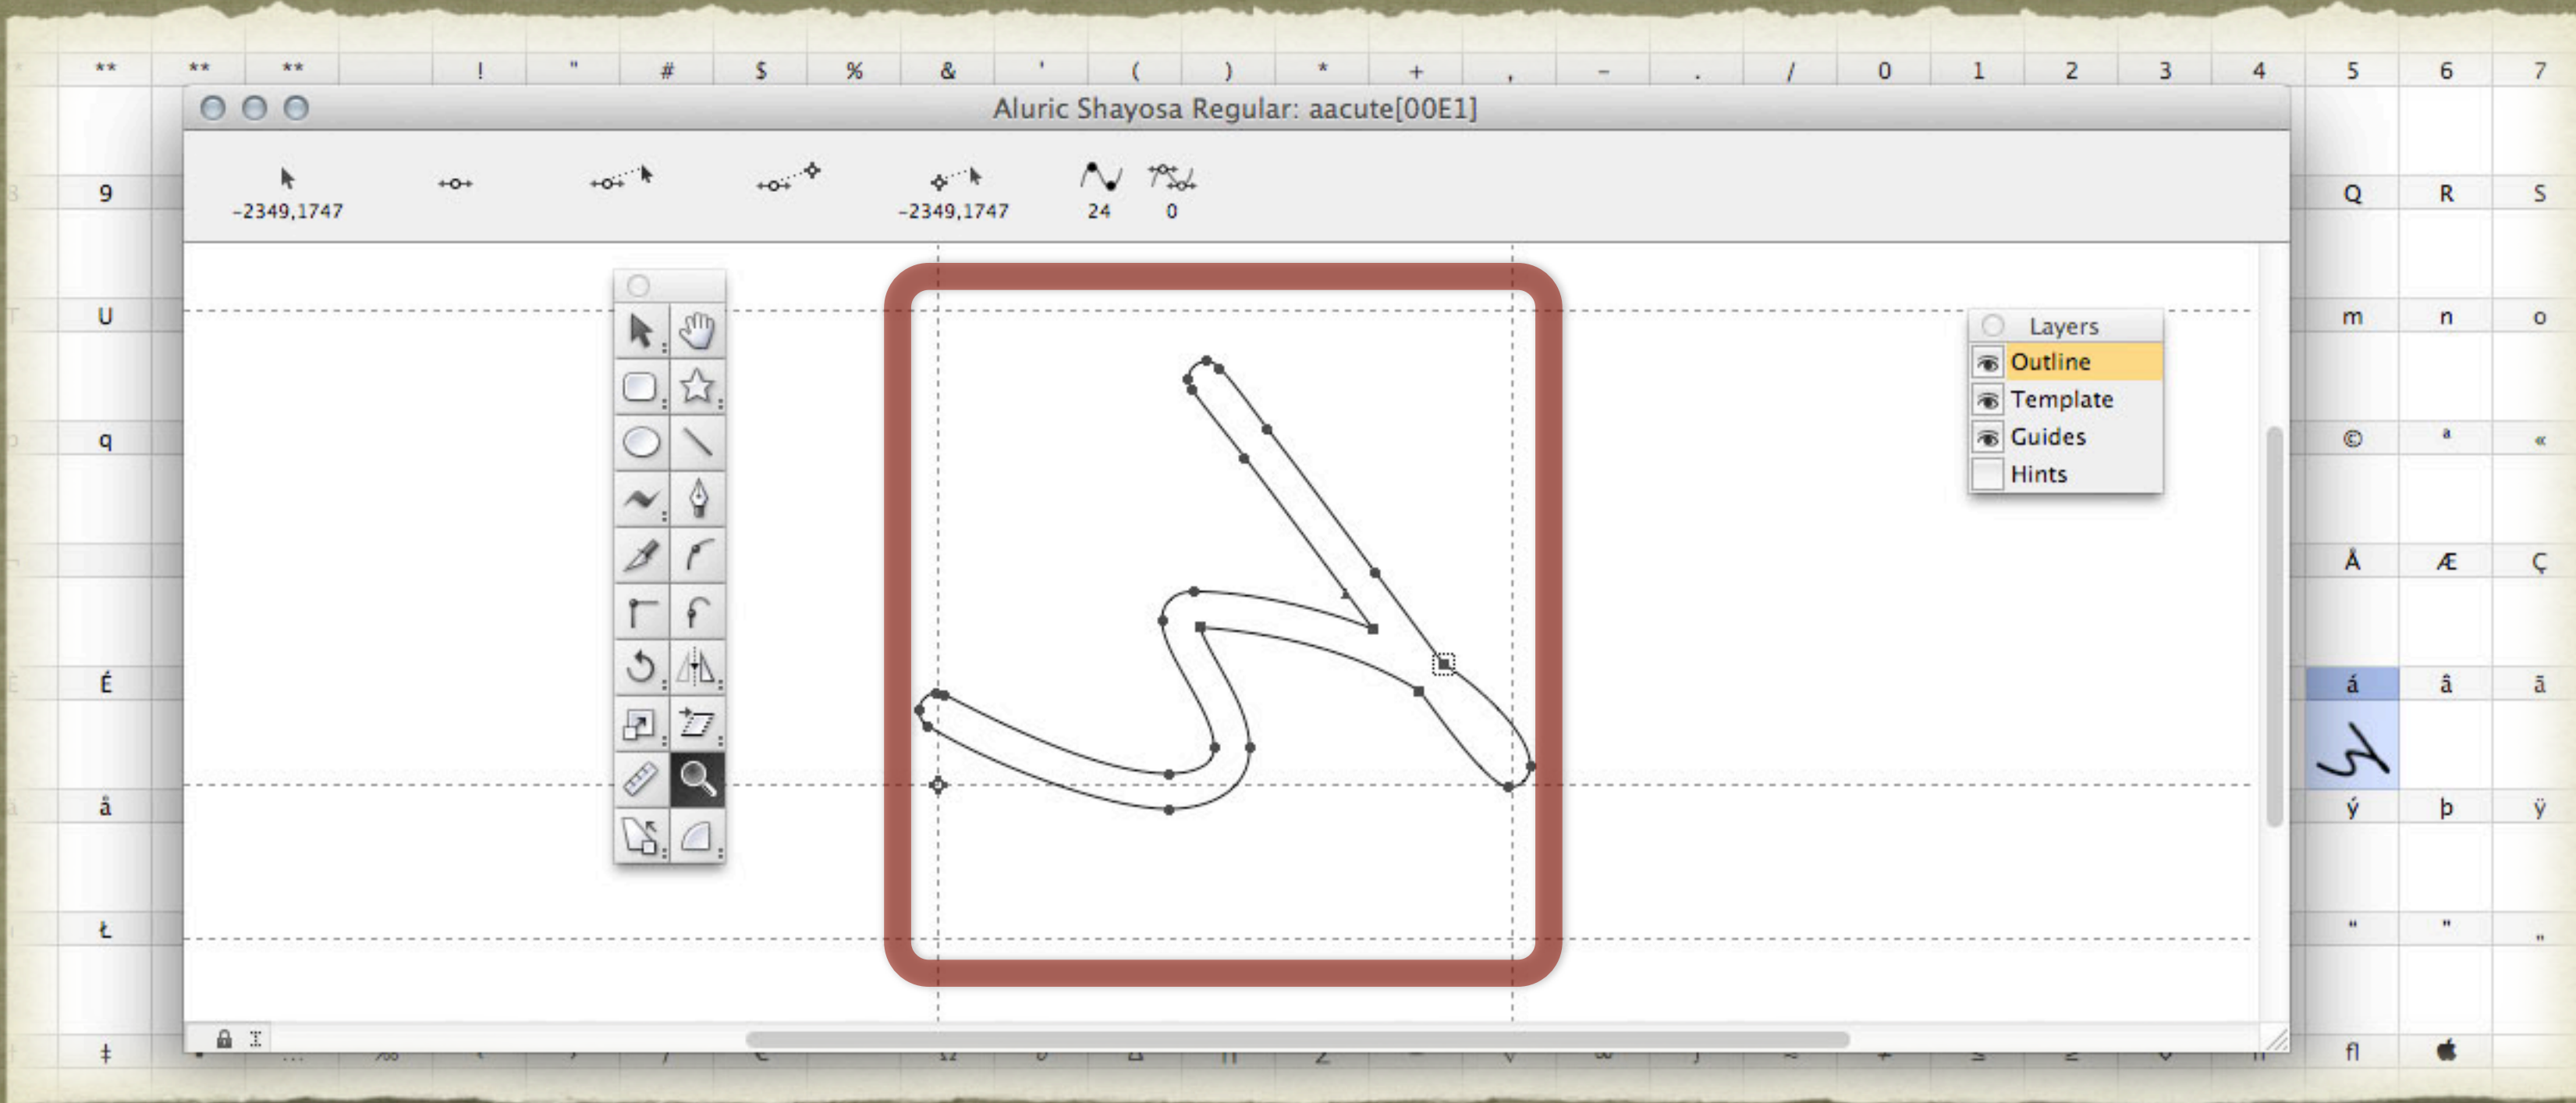 ** ** ** ! " # $ % & ' ( ) * + , - . / 0 1 2 3 4 5 6 7
Aluric Shayosa Regular: aacute[00E1]
-2349,1747 -2349,1747 24 0
9 Q R S
Layers
U m n o
Outline
Template
q © ª «
Guides
Hints
Å Æ Ç
É á â ã
å ý þ ÿ
Ł “ ” „
‡ fl